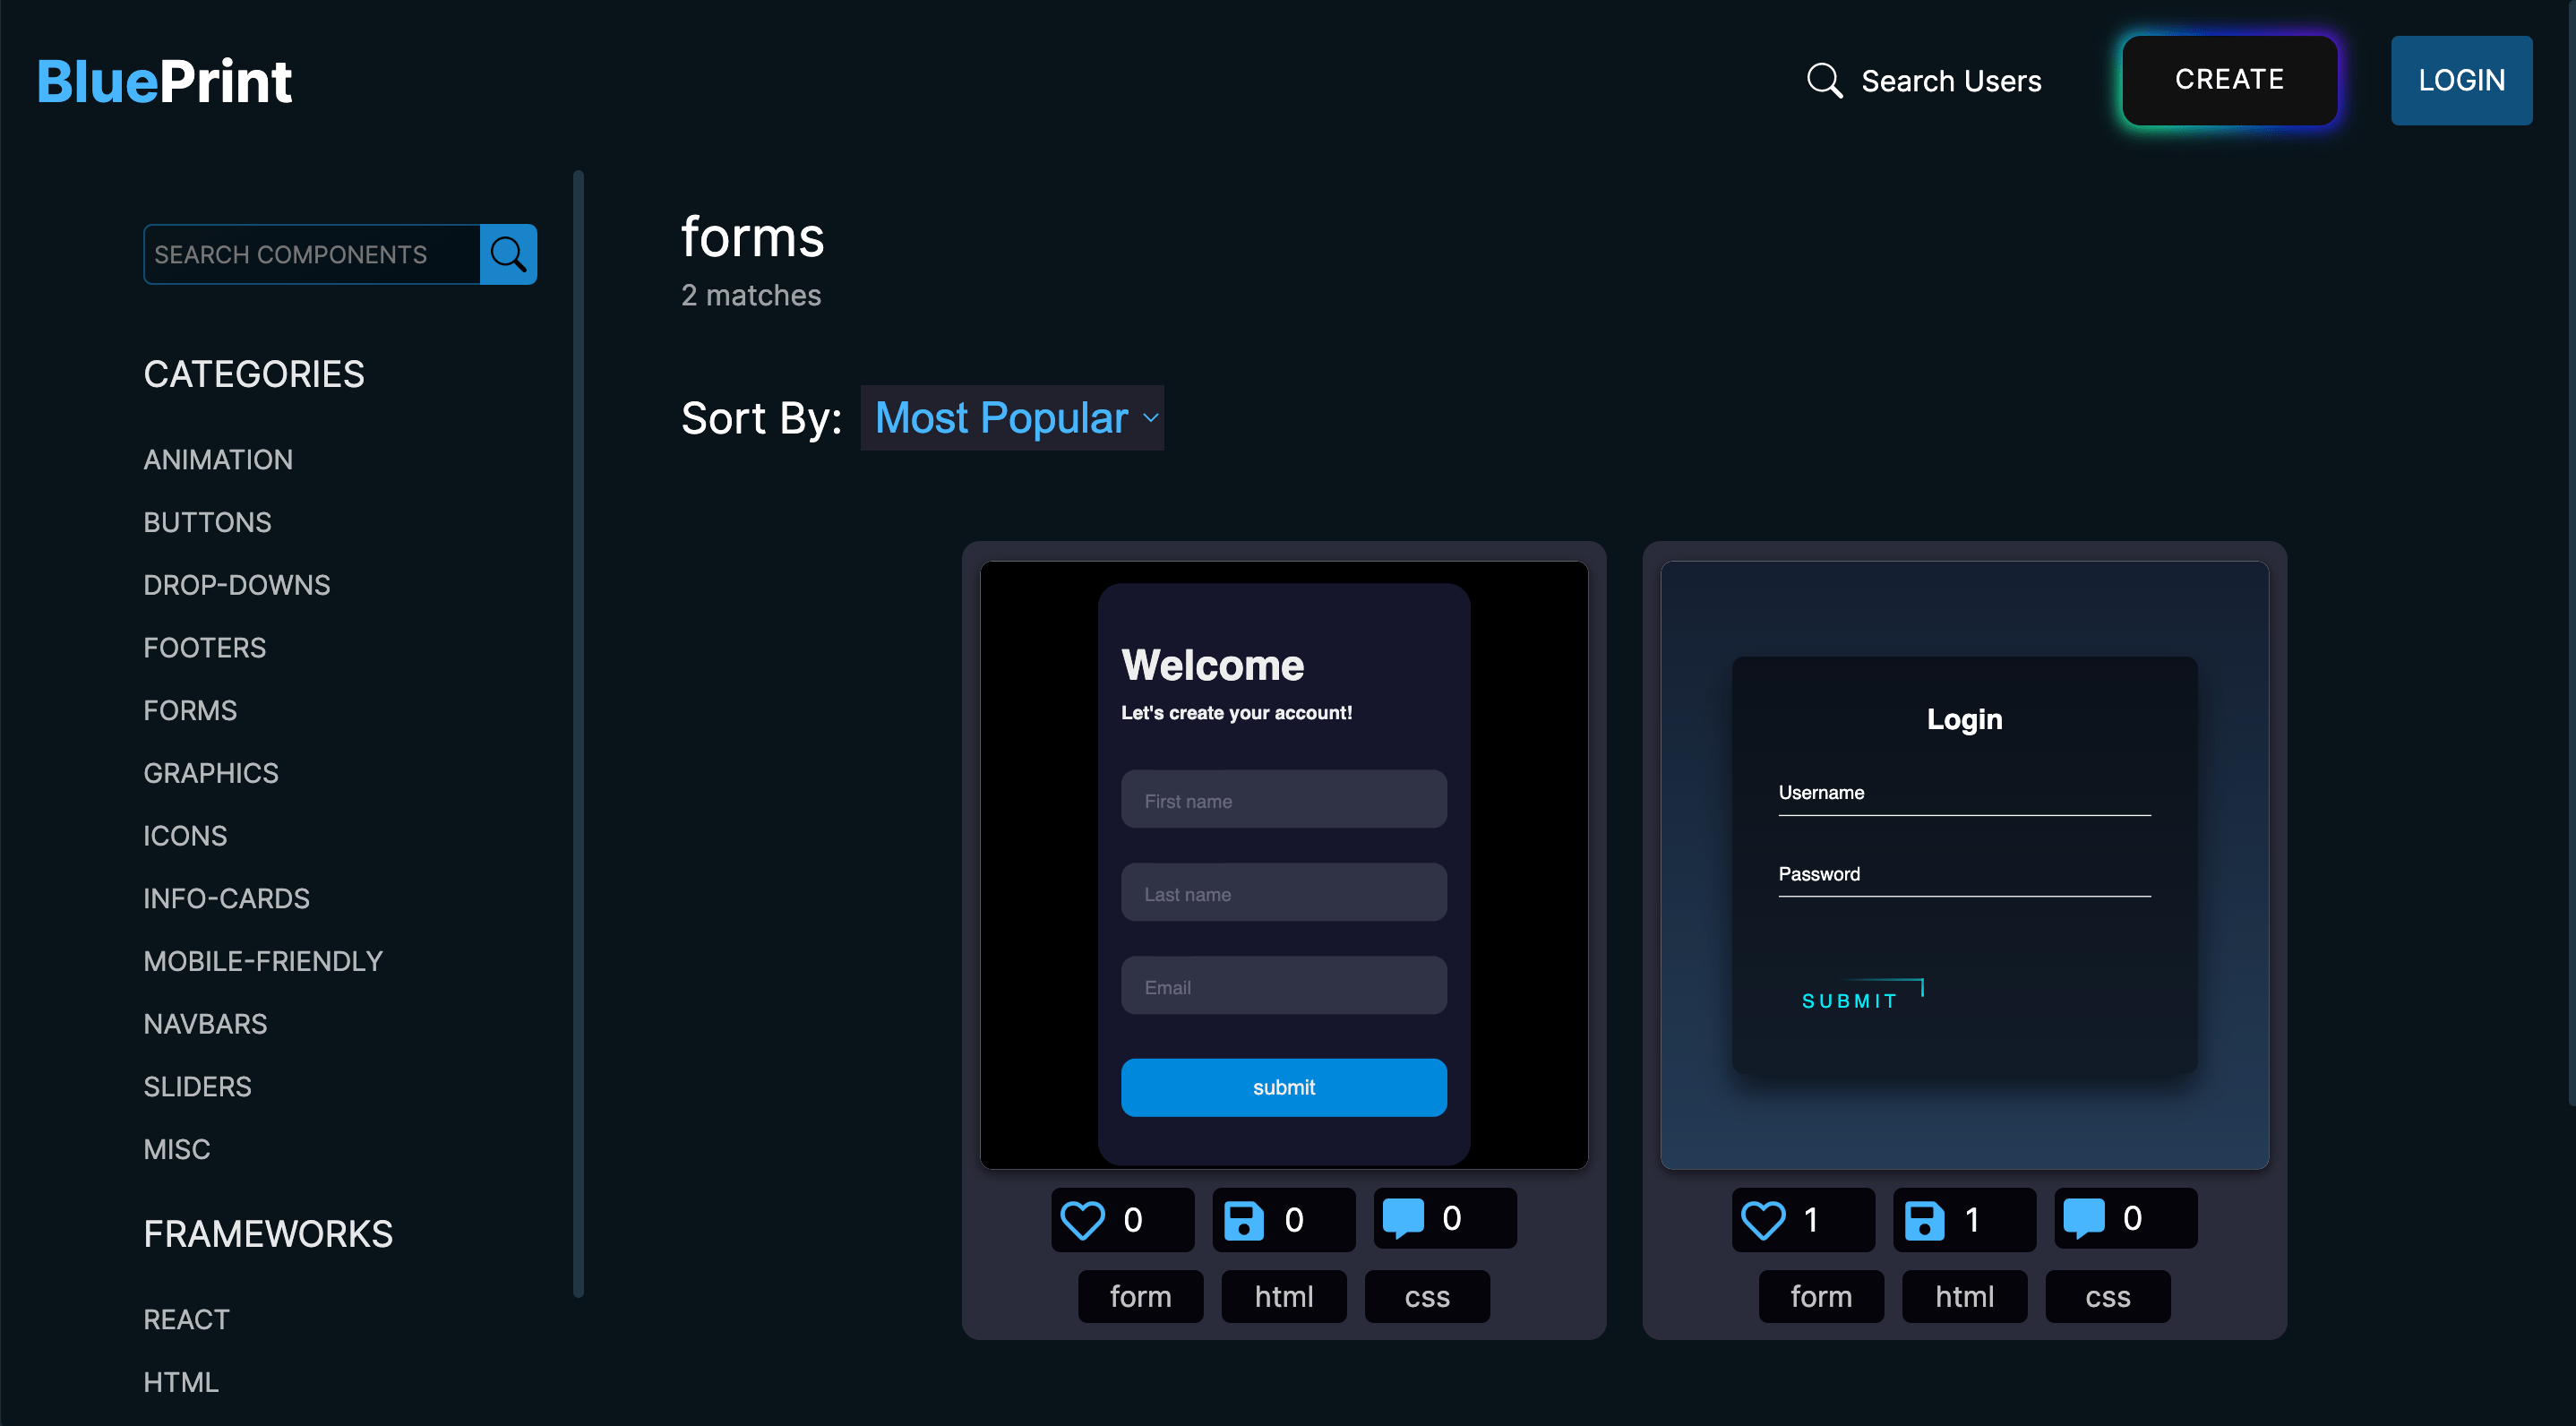 BluePrint
Search Users
CREATE
LOGIN
SEARCH COMPONENTS
CATEGORIES
ANIMATION
BUTTONS
DROP-DOWNS
FOOTERS
FORMS
GRAPHICS
ICONS
INFO-CARDS
MOBILE-FRIENDLY
NAVBARS
SLIDERS
MISC
FRAMEWORKS
REACT
HTML
forms
2 matches
Sort By: Most Popular
Welcome
Let's create your account!
First name
Last name
Email
submit
0 0 0
form html css
Login
Username
Password
SUBMIT
1 1 0
form html css